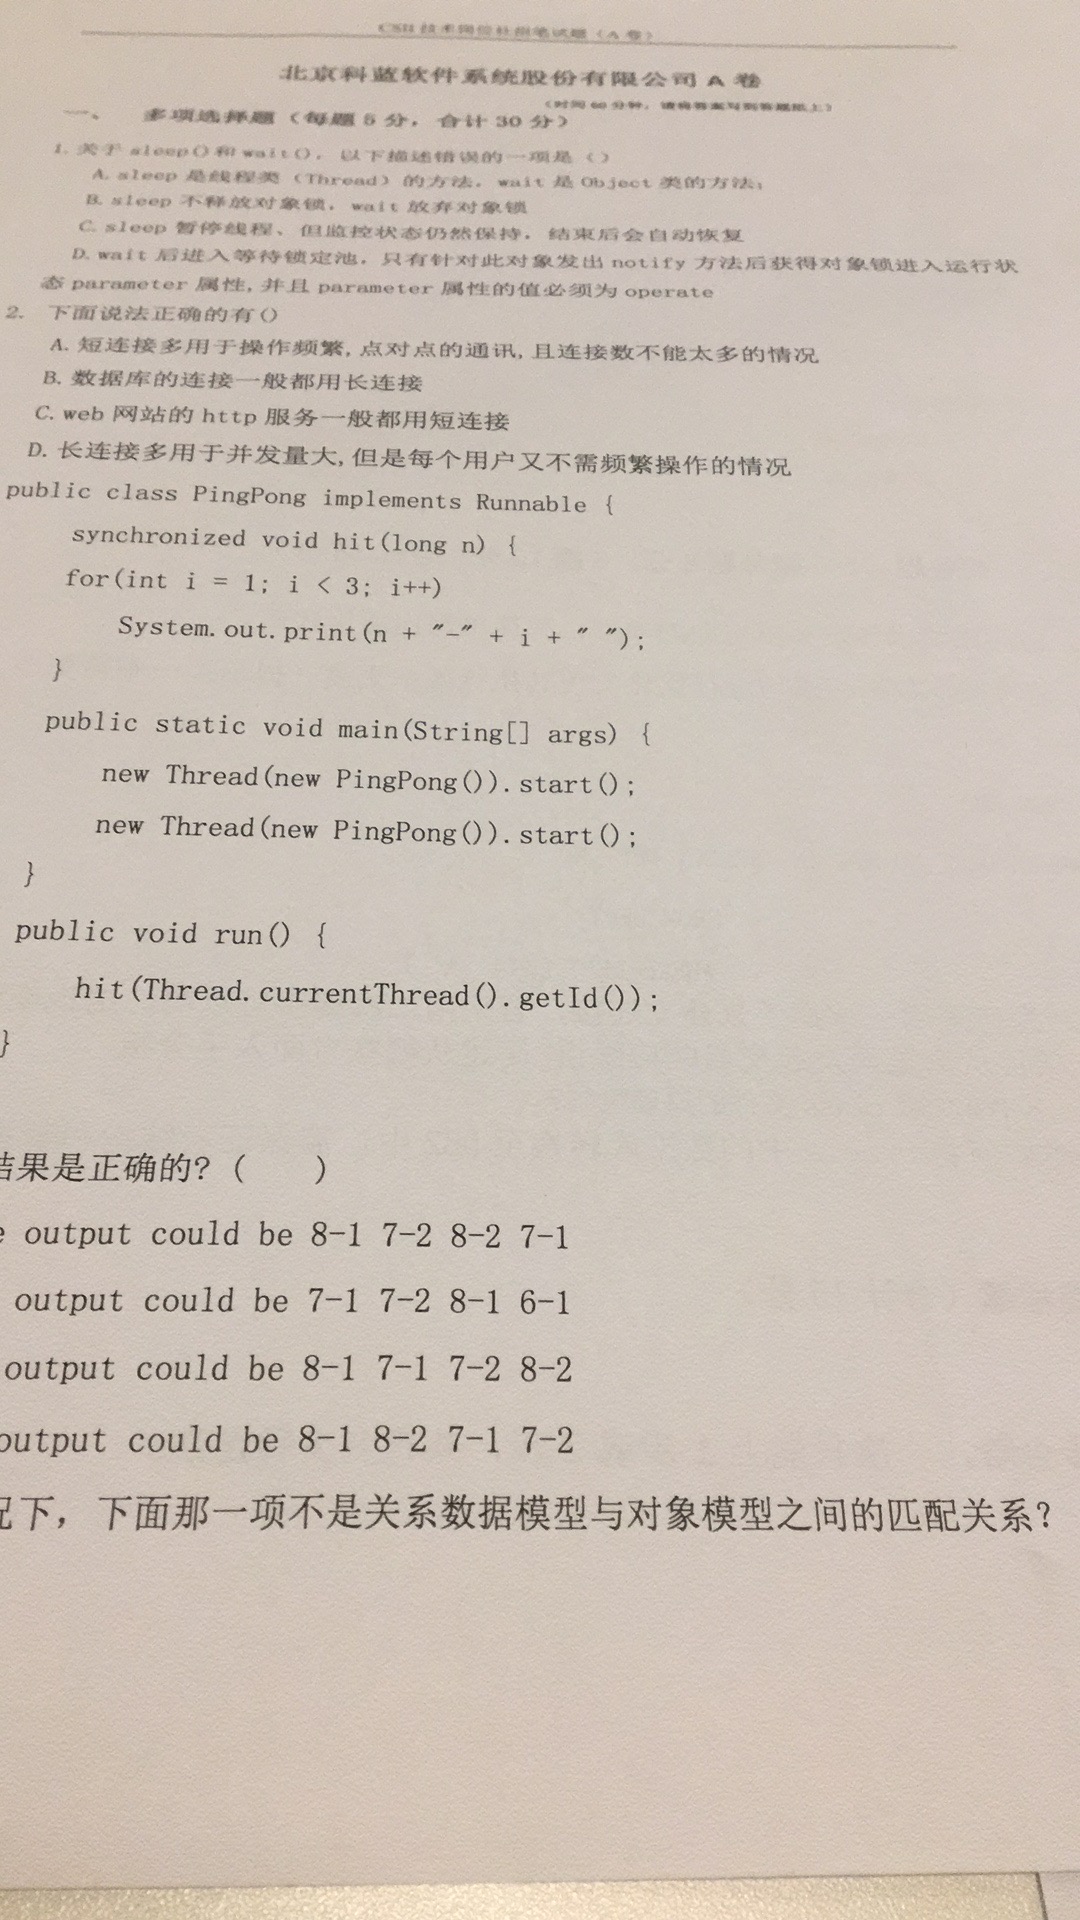 CSII 技术岗位社招笔试题（A 卷）
北京科蓝软件系统股份有限公司 A 卷
（时间 60 分钟，请将答案写到答题纸上）
一、 多项选择题（每题 5 分，合计 30 分）
1. 关于 sleep()和 wait()，以下描述错误的一项是（）
A. sleep 是线程类（Thread）的方法，wait 是 Object 类的方法；
B. sleep 不释放对象锁，wait 放弃对象锁
C. sleep 暂停线程、但监控状态仍然保持，结束后会自动恢复
D. wait 后进入等待锁定池，只有针对此对象发出 notify 方法后获得对象锁进入运行状
态 parameter 属性, 并且 parameter 属性的值必须为 operate
2. 下面说法正确的有()
A. 短连接多用于操作频繁, 点对点的通讯, 且连接数不能太多的情况
B. 数据库的连接一般都用长连接
C. web 网站的 http 服务一般都用短连接
D. 长连接多用于并发量大, 但是每个用户又不需频繁操作的情况
public class PingPong implements Runnable {
synchronized void hit(long n) {
for(int i = 1; i < 3; i++)
System.out.print(n + "-" + i + " ");
}
public static void main(String[] args) {
new Thread(new PingPong()).start();
new Thread(new PingPong()).start();
}
public void run() {
hit(Thread.currentThread().getId());
}
结果是正确的? ( )
e output could be 8-1 7-2 8-2 7-1
output could be 7-1 7-2 8-1 6-1
output could be 8-1 7-1 7-2 8-2
output could be 8-1 8-2 7-1 7-2
况下, 下面那一项不是关系数据模型与对象模型之间的匹配关系?